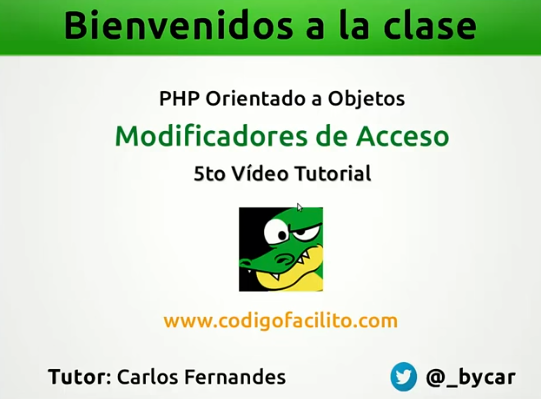 Bienvenidos a la clase
PHP Orientado a Objetos
Modificadores de Acceso
5to Vídeo Tutorial
www.codigofacilito.com
Tutor: Carlos Fernandes
@_bycar